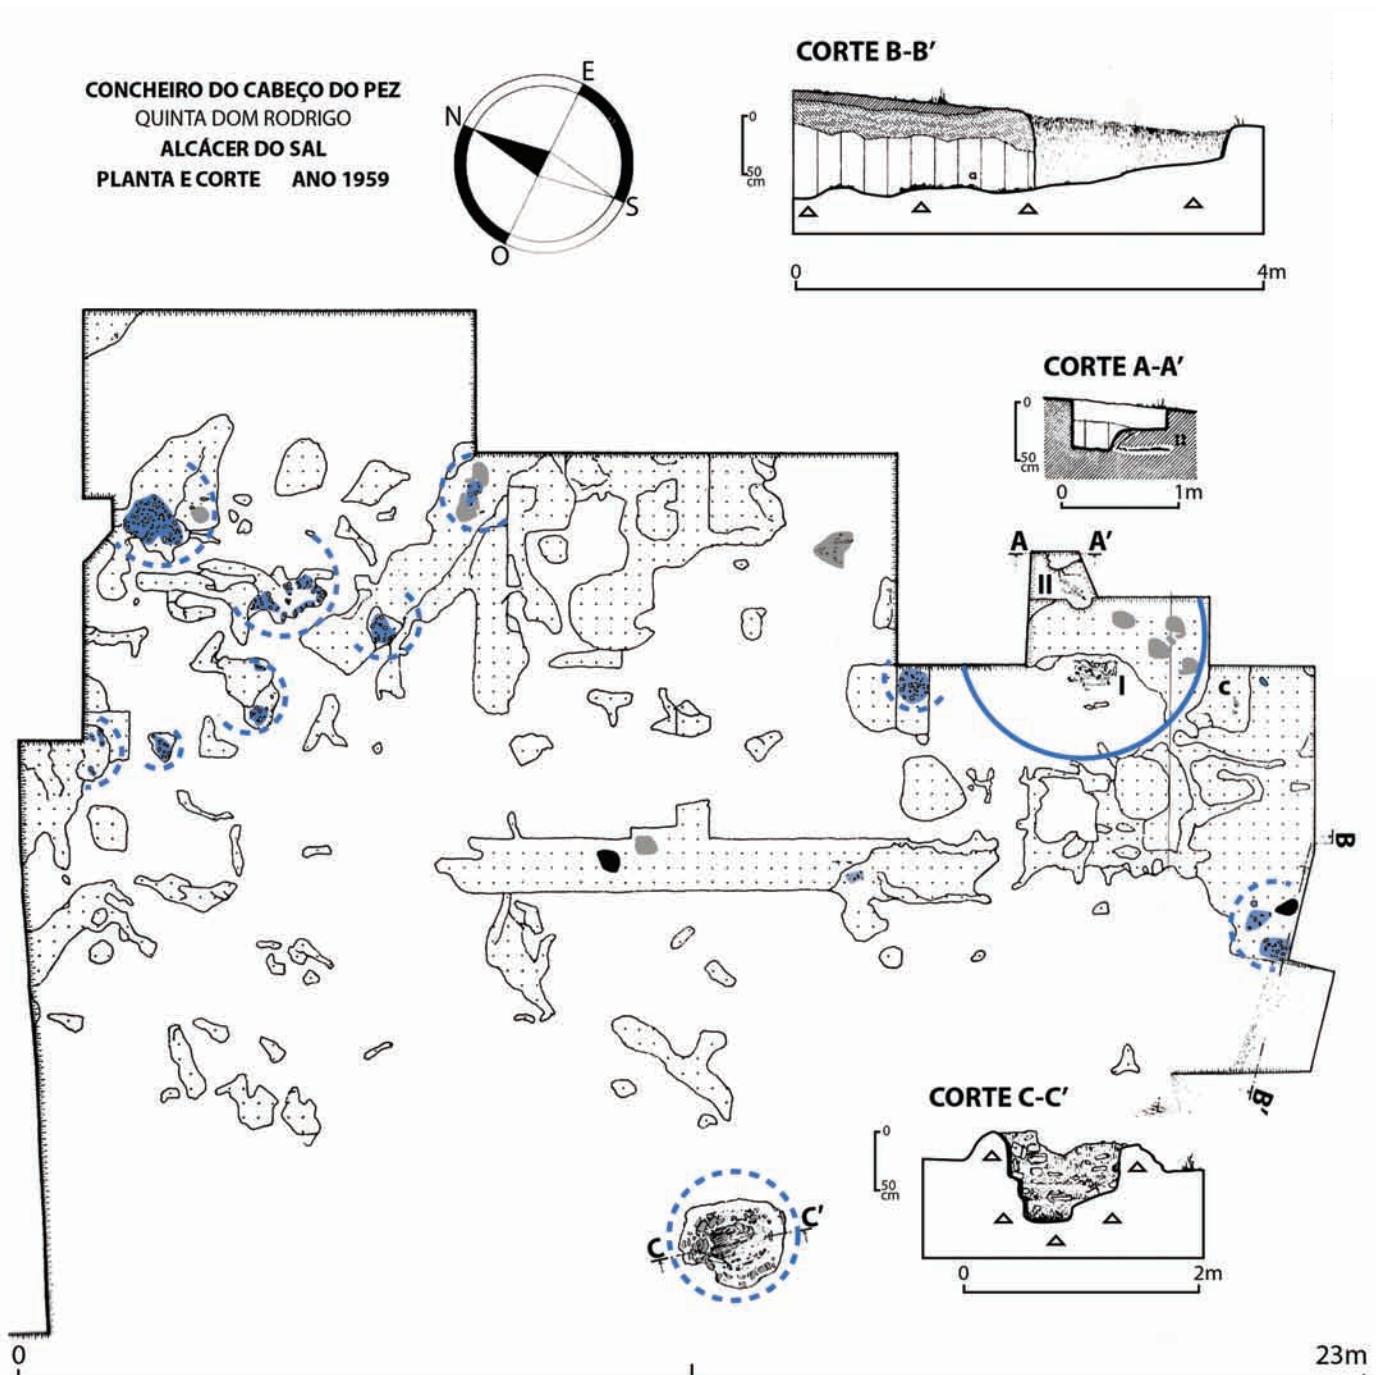 CONCHEIRO DO CABEÇO DO PEZ
QUINTA DOM RODRIGO
ALCÁCER DO SAL
PLANTA E CORTE ANO 1959
E
N
S
O
CORTE B-B’
0
50
cm
a
0 4m
CORTE A-A’
0
50
cm
II
0 1m
A A’
II
I
c
B
B’
CORTE C-C’
0
50
cm
C C’
0 2m
0 23m